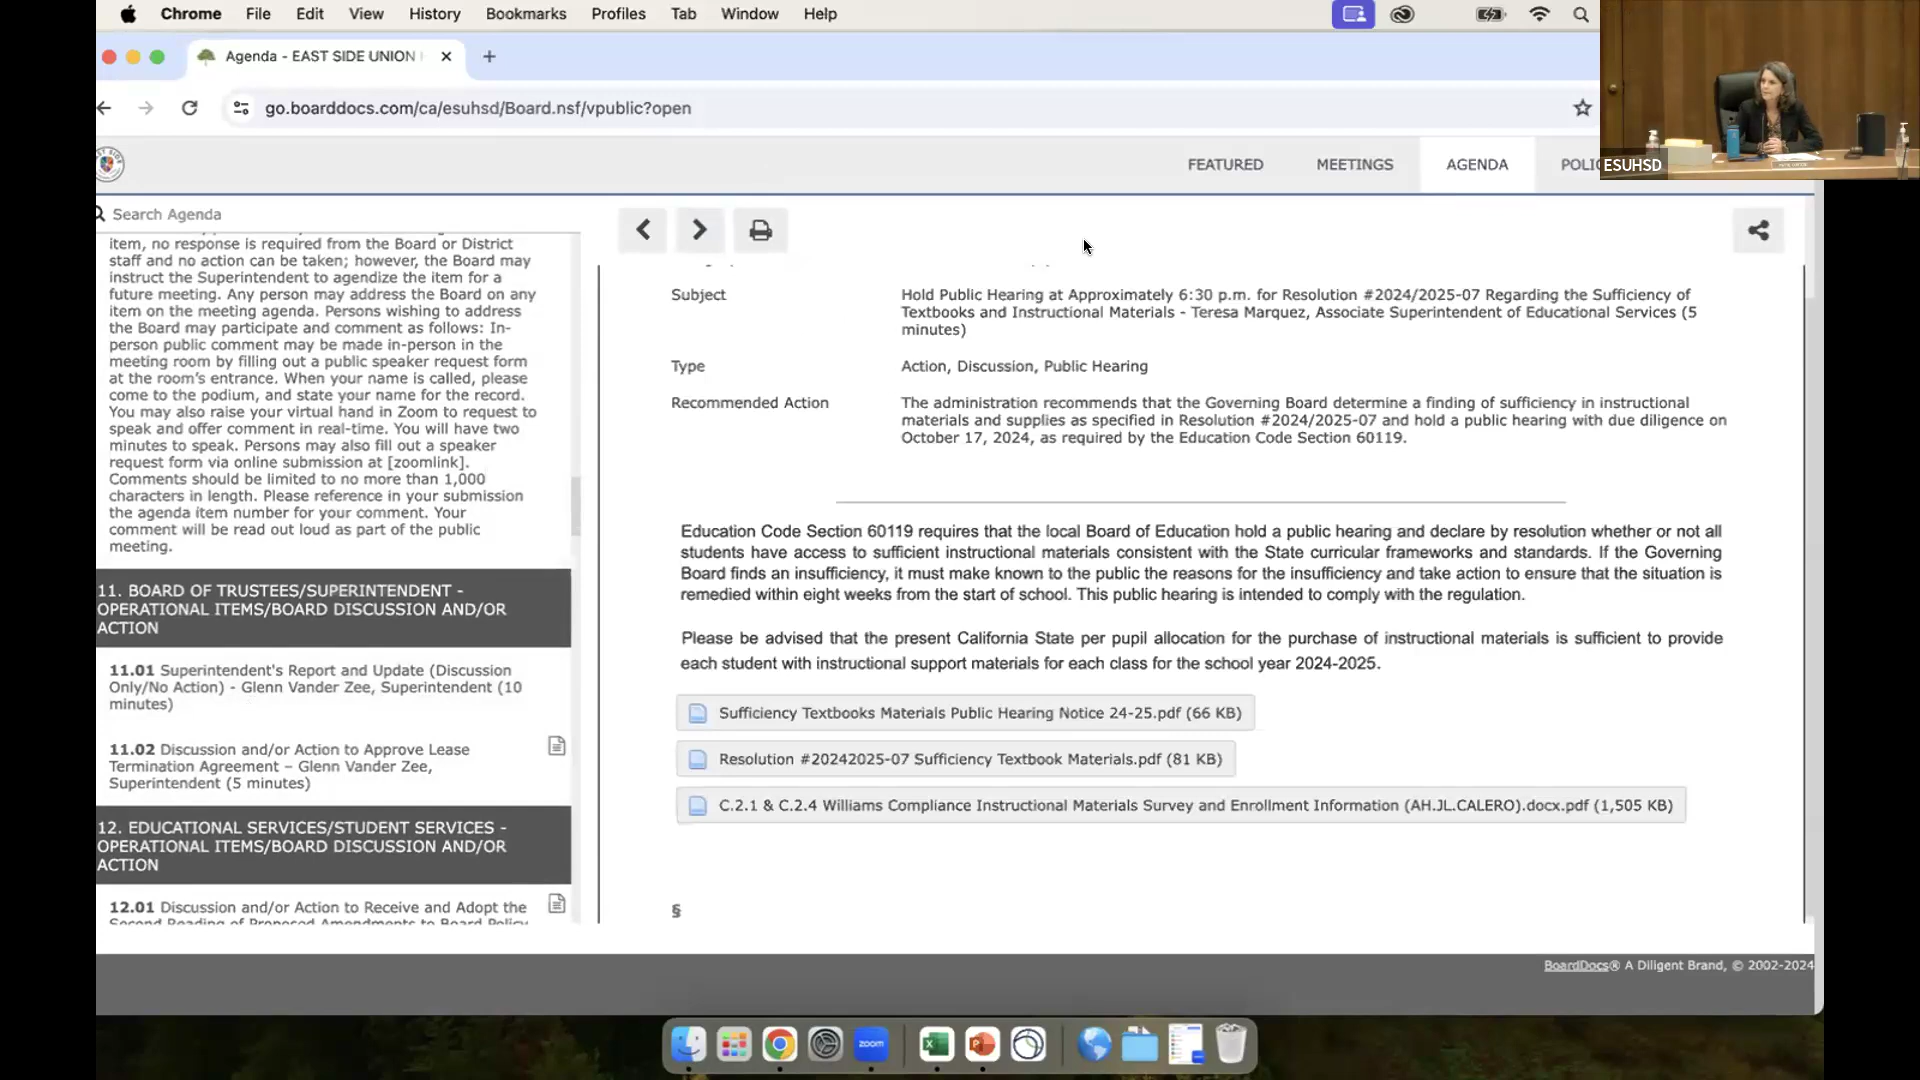 Chrome File Edit View History Bookmarks Profiles Tab Window Help
Agenda - EAST SIDE UNION
go.boarddocs.com/ca/esuhsd/Board.nsf/vpublic?open
FEATURED MEETINGS AGENDA
ESUHSD
Search Agenda
item, no response is required from the Board or District
staff and no action can be taken; however, the Board may
instruct the Superintendent to agendize the item for a
future meeting. Any person may address the Board on any
item on the meeting agenda. Persons wishing to address
the Board may participate and comment as follows: In-
person public comment may be made in-person in the
meeting room by filling out a public speaker request form
at the room's entrance. When your name is called, please
come to the podium, and state your name for the record.
You may also raise your virtual hand in Zoom to request to
speak and offer comment in real-time. You will have two
minutes to speak. Persons may also fill out a speaker
request form via online submission at [zoomlink].
Comments should be limited to no more than 1,000
characters in length. Please reference in your submission
the agenda item number for your comment. Your
comment will be read out loud as part of the public
meeting.
11. BOARD OF TRUSTEES/SUPERINTENDENT -
OPERATIONAL ITEMS/BOARD DISCUSSION AND/OR
ACTION
11.01 Superintendent's Report and Update (Discussion
Only/No Action) - Glenn Vander Zee, Superintendent (10
minutes)
11.02 Discussion and/or Action to Approve Lease
Termination Agreement – Glenn Vander Zee,
Superintendent (5 minutes)
12. EDUCATIONAL SERVICES/STUDENT SERVICES -
OPERATIONAL ITEMS/BOARD DISCUSSION AND/OR
ACTION
12.01 Discussion and/or Action to Receive and Adopt the
Second Reading of Proposed Amendments to Board Policy
Subject
Hold Public Hearing at Approximately 6:30 p.m. for Resolution #2024/2025-07 Regarding the Sufficiency of
Textbooks and Instructional Materials - Teresa Marquez, Associate Superintendent of Educational Services (5
minutes)
Type
Action, Discussion, Public Hearing
Recommended Action
The administration recommends that the Governing Board determine a finding of sufficiency in instructional
materials and supplies as specified in Resolution #2024/2025-07 and hold a public hearing with due diligence on
October 17, 2024, as required by the Education Code Section 60119.
Education Code Section 60119 requires that the local Board of Education hold a public hearing and declare by resolution whether or not all
students have access to sufficient instructional materials consistent with the State curricular frameworks and standards. If the Governing
Board finds an insufficiency, it must make known to the public the reasons for the insufficiency and take action to ensure that the situation is
remedied within eight weeks from the start of school. This public hearing is intended to comply with the regulation.
Please be advised that the present California State per pupil allocation for the purchase of instructional materials is sufficient to provide
each student with instructional support materials for each class for the school year 2024-2025.
Sufficiency Textbooks Materials Public Hearing Notice 24-25.pdf (66 KB)
Resolution #20242025-07 Sufficiency Textbook Materials.pdf (81 KB)
C.2.1 & C.2.4 Williams Compliance Instructional Materials Survey and Enrollment Information (AH.JL.CALERO).docx.pdf (1,505 KB)
§
BoardDocs® A Diligent Brand, © 2002-2024
zoom